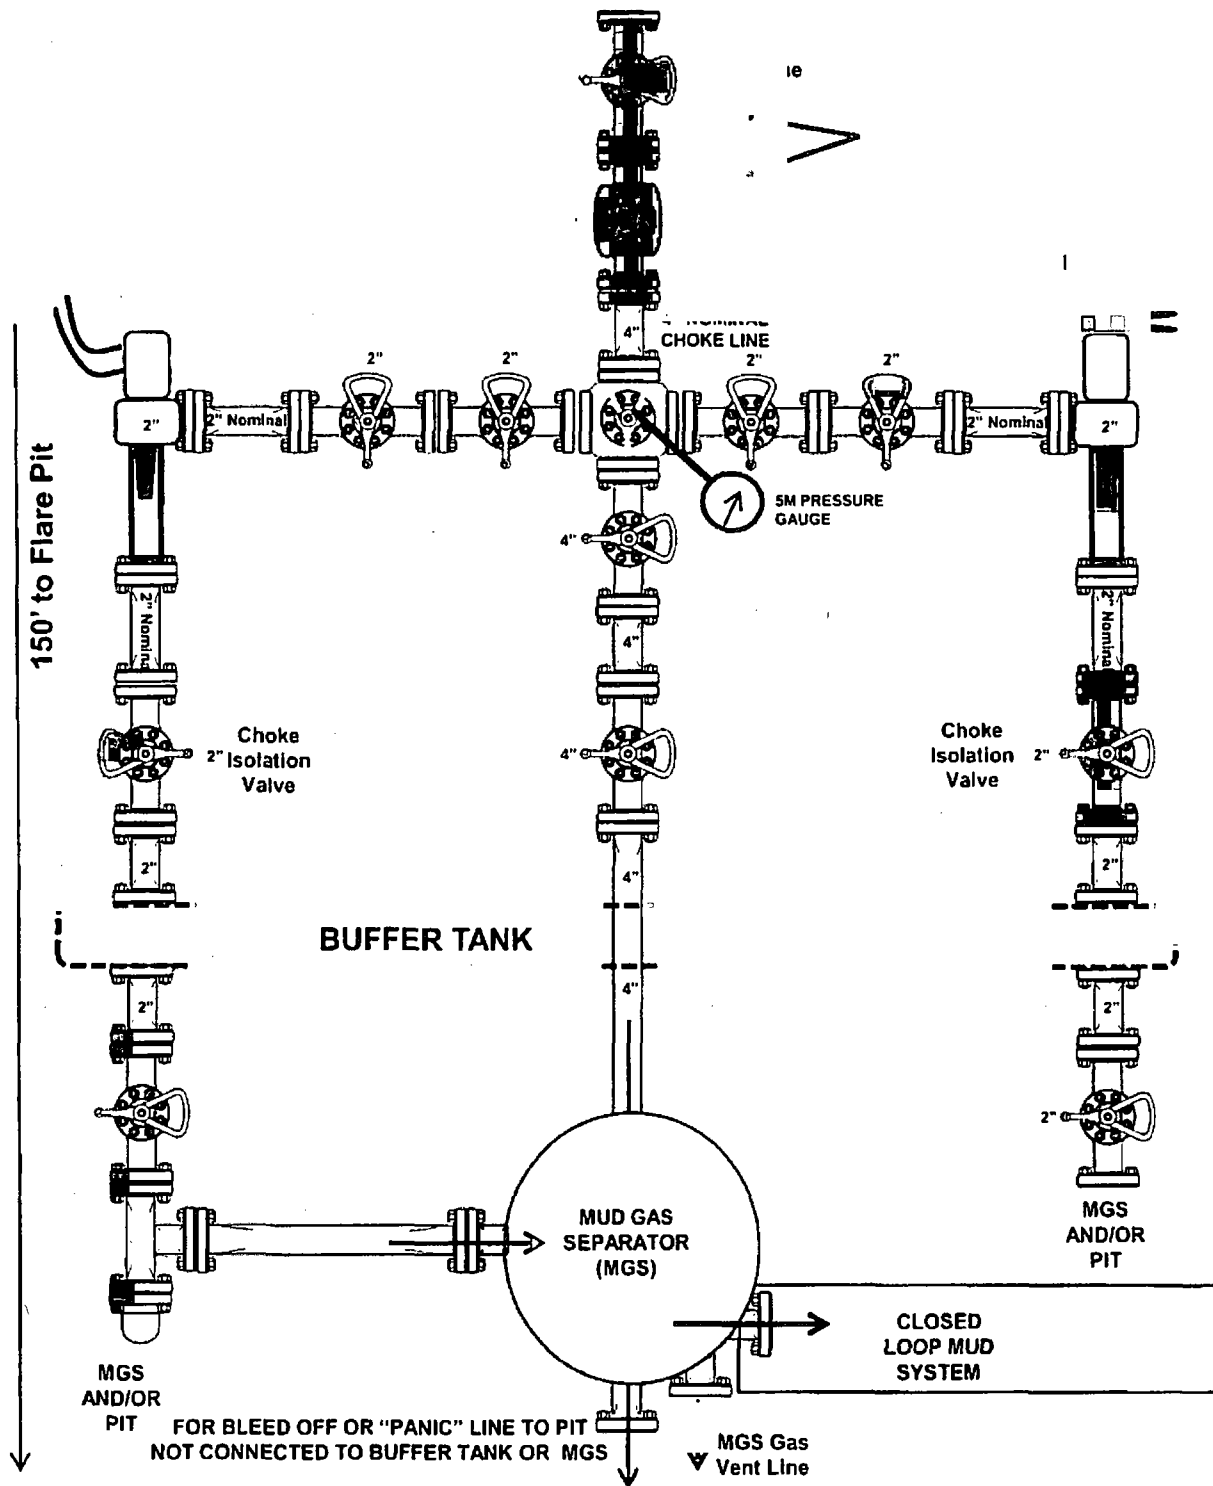 4"
4" NOMINAL
CHOKE LINE
2"
2"
2"
2"
2"
2" Nominal
2" Nominal
2"
5M PRESSURE
GAUGE
4"
150' to Flare Pit
2" Nominal
4"
2" Nominal
Choke
2" Isolation
Valve
4"
Choke
Isolation 2"
Valve
2"
4"
2"
BUFFER TANK
2"
4"
2"
2"
MUD GAS
SEPARATOR
(MGS)
MGS
AND/OR
PIT
CLOSED
LOOP MUD
SYSTEM
MGS
AND/OR
PIT
FOR BLEED OFF OR "PANIC" LINE TO PIT
NOT CONNECTED TO BUFFER TANK OR MGS
MGS Gas
Vent Line